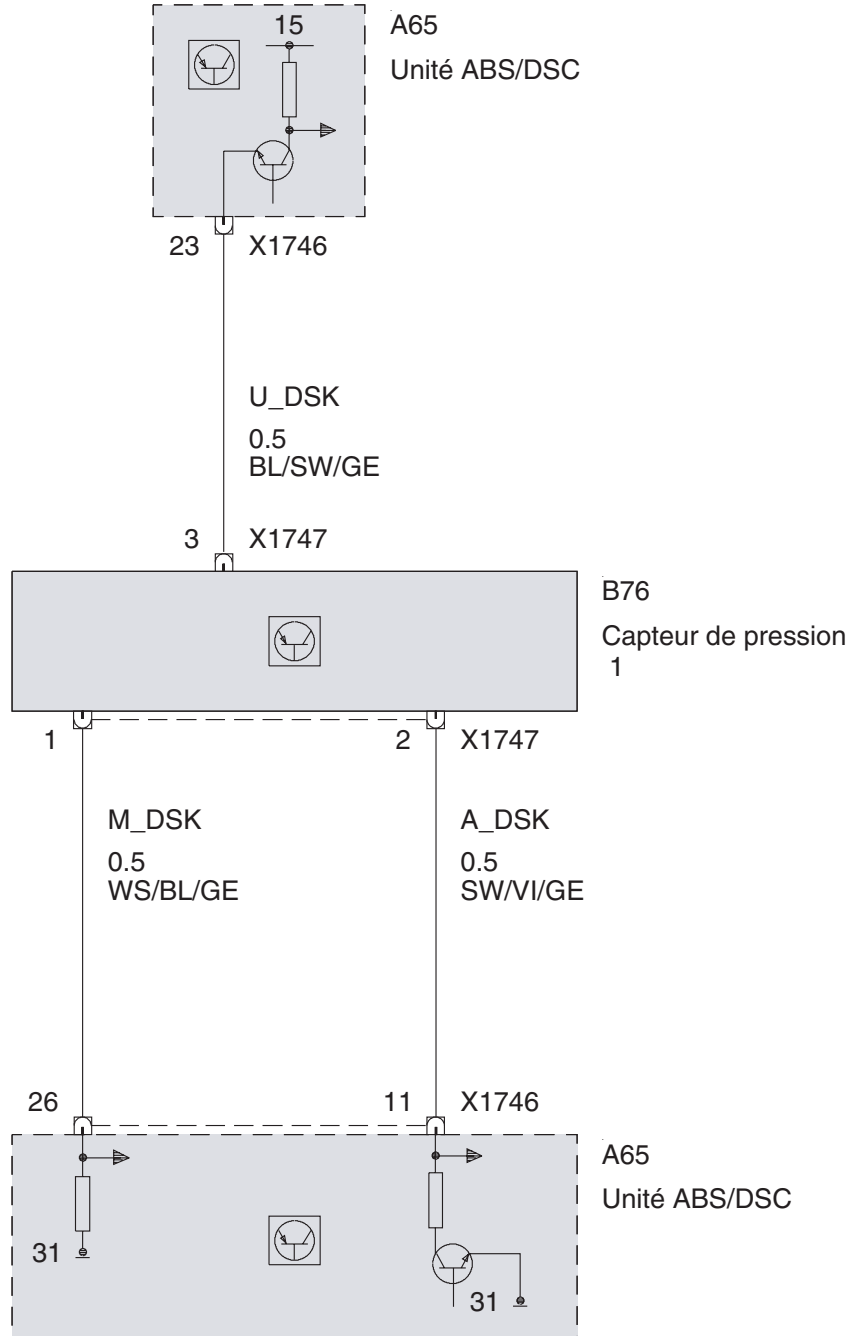 15
A65
Unité ABS/DSC
23 X1746
U_DSK
0.5
BL/SW/GE
3 X1747
B76
Capteur de pression
1
1 2 X1747
M_DSK A_DSK
0.5 0.5
WS/BL/GE SW/VI/GE
26 11 X1746
A65
Unité ABS/DSC
31 31